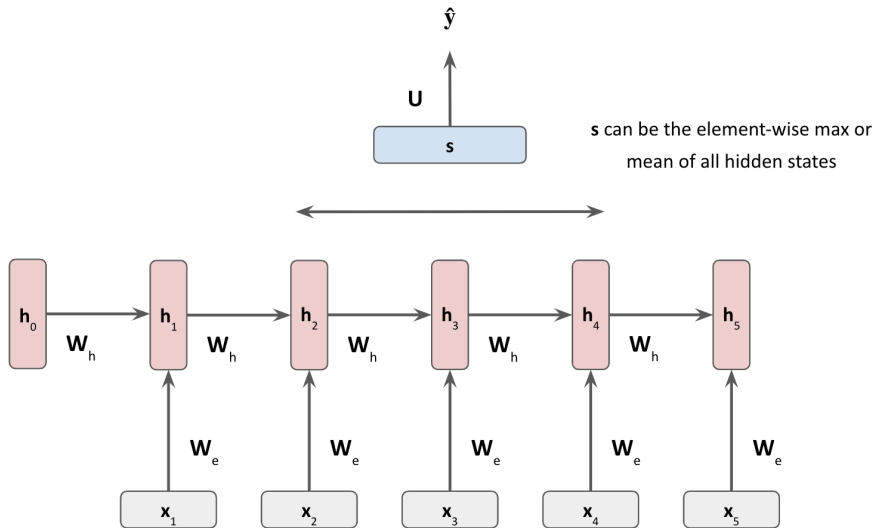 ŷ
U
s
s can be the element-wise max or
mean of all hidden states
h₀ h₁ h₂ h₃ h₄ h₅
Wₕ Wₕ Wₕ Wₕ Wₕ
Wₑ Wₑ Wₑ Wₑ Wₑ
x₁ x₂ x₃ x₄ x₅